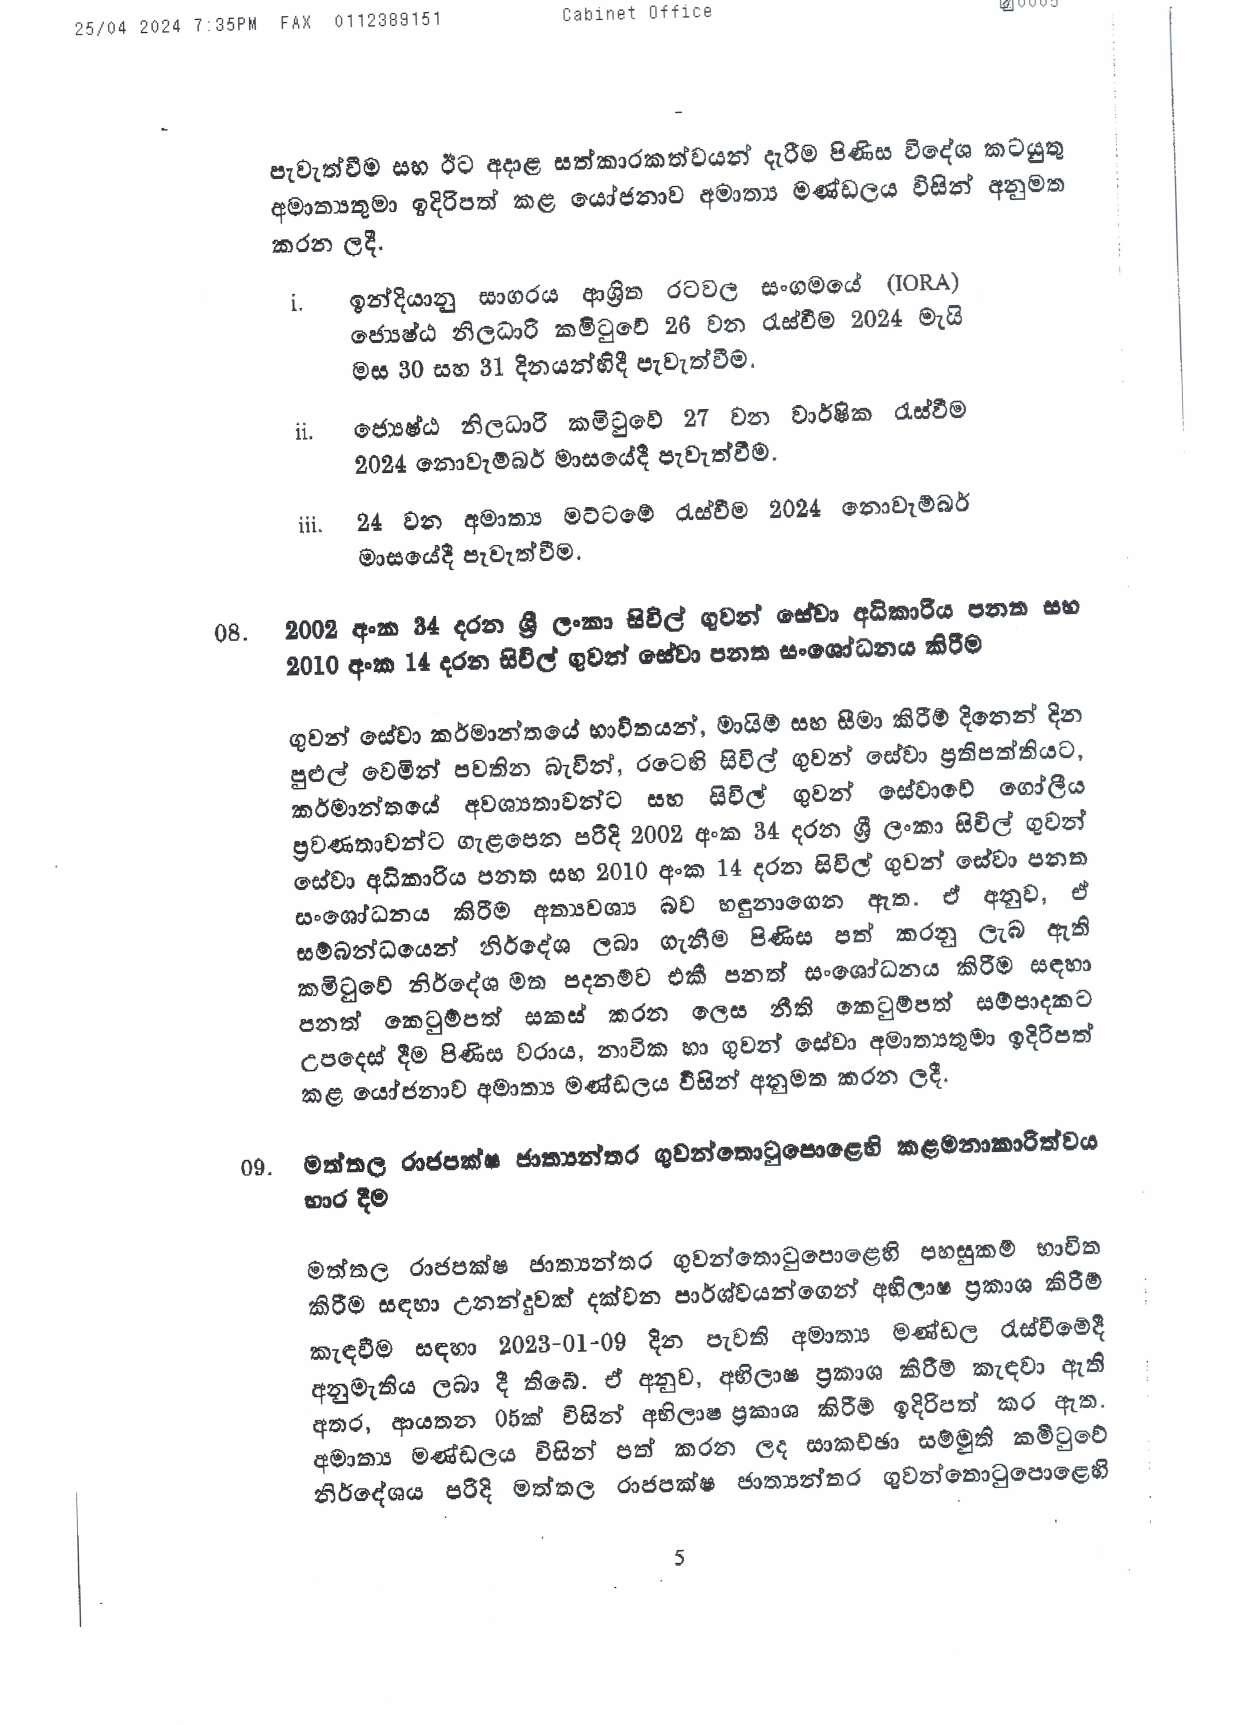 25/04 2024 7:35PM FAX 0112389151 Cabinet Office
පැවැත්වීම සහ ඊට අදාළ සත්කාරකත්වයන් දැරීම පිණිස විදේශ කටයුතු
අමාත්‍යතුමා ඉදිරිපත් කළ යෝජනාව අමාත්‍ය මණ්ඩලය විසින් අනුමත
කරන ලදී.
i. ඉන්දියානු සාගරය ආශ්‍රිත රටවල සංගමයේ (IORA)
ජ්‍යෙෂ්ඨ නිලධාරී කමිටුවේ 26 වන රැස්වීම 2024 මැයි
මස 30 සහ 31 දිනයන්හිදී පැවැත්වීම.
ii. ජ්‍යෙෂ්ඨ නිලධාරී කමිටුවේ 27 වන වාර්ෂික රැස්වීම
2024 නොවැම්බර් මාසයේදී පැවැත්වීම.
iii. 24 වන අමාත්‍ය මට්ටමේ රැස්වීම 2024 නොවැම්බර්
මාසයේදී පැවැත්වීම.
08. 2002 අංක 34 දරන ශ්‍රී ලංකා සිවිල් ගුවන් සේවා අධිකාරිය පනත සහ
2010 අංක 14 දරන සිවිල් ගුවන් සේවා පනත සංශෝධනය කිරීම
ගුවන් සේවා කර්මාන්තයේ භාවිතයන්, මායිම් සහ සීමා කිරීම් දිනෙන් දින
පුළුල් වෙමින් පවතින බැවින්, රටෙහි සිවිල් ගුවන් සේවා ප්‍රතිපත්තියට,
කර්මාන්තයේ අවශ්‍යතාවන්ට සහ සිවිල් ගුවන් සේවාවේ ගෝලීය
ප්‍රවණතාවන්ට ගැළපෙන පරිදි 2002 අංක 34 දරන ශ්‍රී ලංකා සිවිල් ගුවන්
සේවා අධිකාරිය පනත සහ 2010 අංක 14 දරන සිවිල් ගුවන් සේවා පනත
සංශෝධනය කිරීම අත්‍යවශ්‍ය බව හඳුනාගෙන ඇත. ඒ අනුව, ඒ
සම්බන්ධයෙන් නිර්දේශ ලබා ගැනීම පිණිස පත් කරනු ලැබ ඇති
කමිටුවේ නිර්දේශ මත පදනම්ව එකී පනත් සංශෝධනය කිරීම සඳහා
පනත් කෙටුම්පත් සකස් කරන ලෙස නීති කෙටුම්පත් සම්පාදකට
උපදෙස් දීම පිණිස වරාය, නාවික හා ගුවන් සේවා අමාත්‍යතුමා ඉදිරිපත්
කළ යෝජනාව අමාත්‍ය මණ්ඩලය විසින් අනුමත කරන ලදී.
09. මත්තල රාජපක්ෂ ජාත්‍යන්තර ගුවන්තොටුපොළෙහි කළමනාකාරිත්වය
භාර දීම
මත්තල රාජපක්ෂ ජාත්‍යන්තර ගුවන්තොටුපොළෙහි පහසුකම් භාවිත
කිරීම සඳහා උනන්දුවක් දක්වන පාර්ශ්වයන්ගෙන් අභිලාෂ ප්‍රකාශ කිරීම්
කැඳවීම සඳහා 2023-01-09 දින පැවති අමාත්‍ය මණ්ඩල රැස්වීමේදී
අනුමැතිය ලබා දී තිබේ. ඒ අනුව, අභිලාෂ ප්‍රකාශ කිරීම් කැඳවා ඇති
අතර, ආයතන 05ක් විසින් අභිලාෂ ප්‍රකාශ කිරීම් ඉදිරිපත් කර ඇත.
අමාත්‍ය මණ්ඩලය විසින් පත් කරන ලද සාකච්ඡා සම්මුති කමිටුවේ
නිර්දේශය පරිදි මත්තල රාජපක්ෂ ජාත්‍යන්තර ගුවන්තොටුපොළෙහි
5